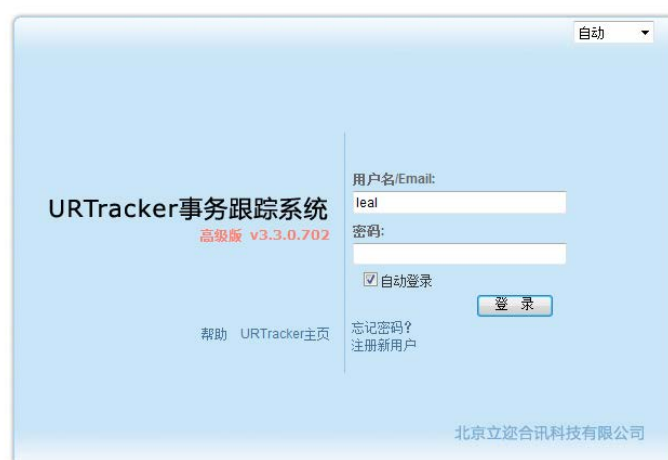 自动
用户名/Email:
leal
URTracker事务跟踪系统
高级版 v3.3.0.702
密码:
自动登录
登 录
帮助 URTracker主页
忘记密码?
注册新用户
北京立迩合讯科技有限公司